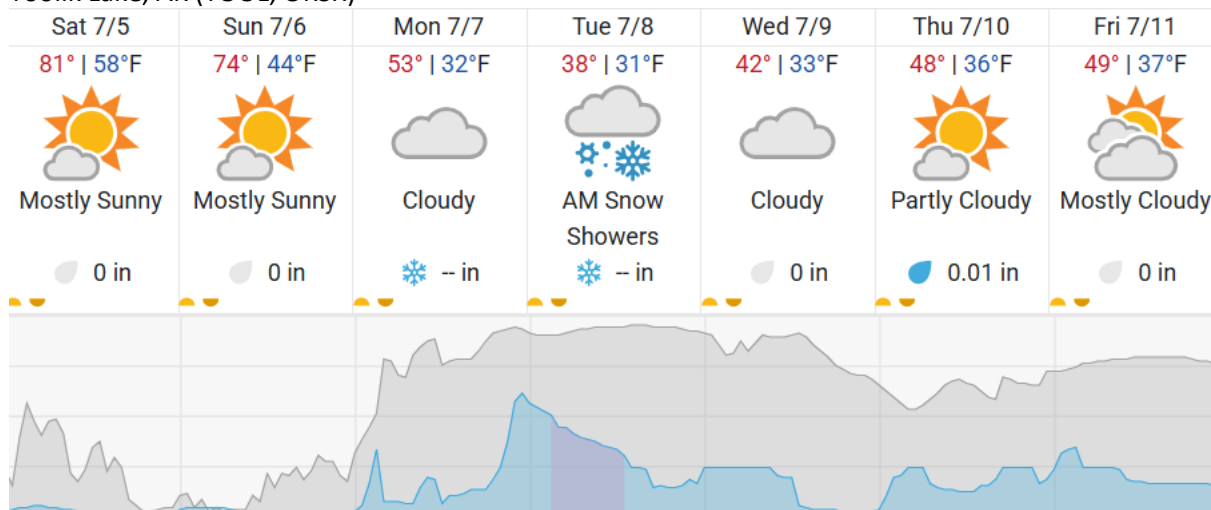 Sat 7/5 Sun 7/6 Mon 7/7 Tue 7/8 Wed 7/9 Thu 7/10 Fri 7/11
81° | 58°F 74° | 44°F 53° | 32°F 38° | 31°F 42° | 33°F 48° | 36°F 49° | 37°F
Mostly Sunny Mostly Sunny Cloudy AM Snow Cloudy Partly Cloudy Mostly Cloudy
Showers
0 in 0 in -- in -- in 0 in 0.01 in 0 in